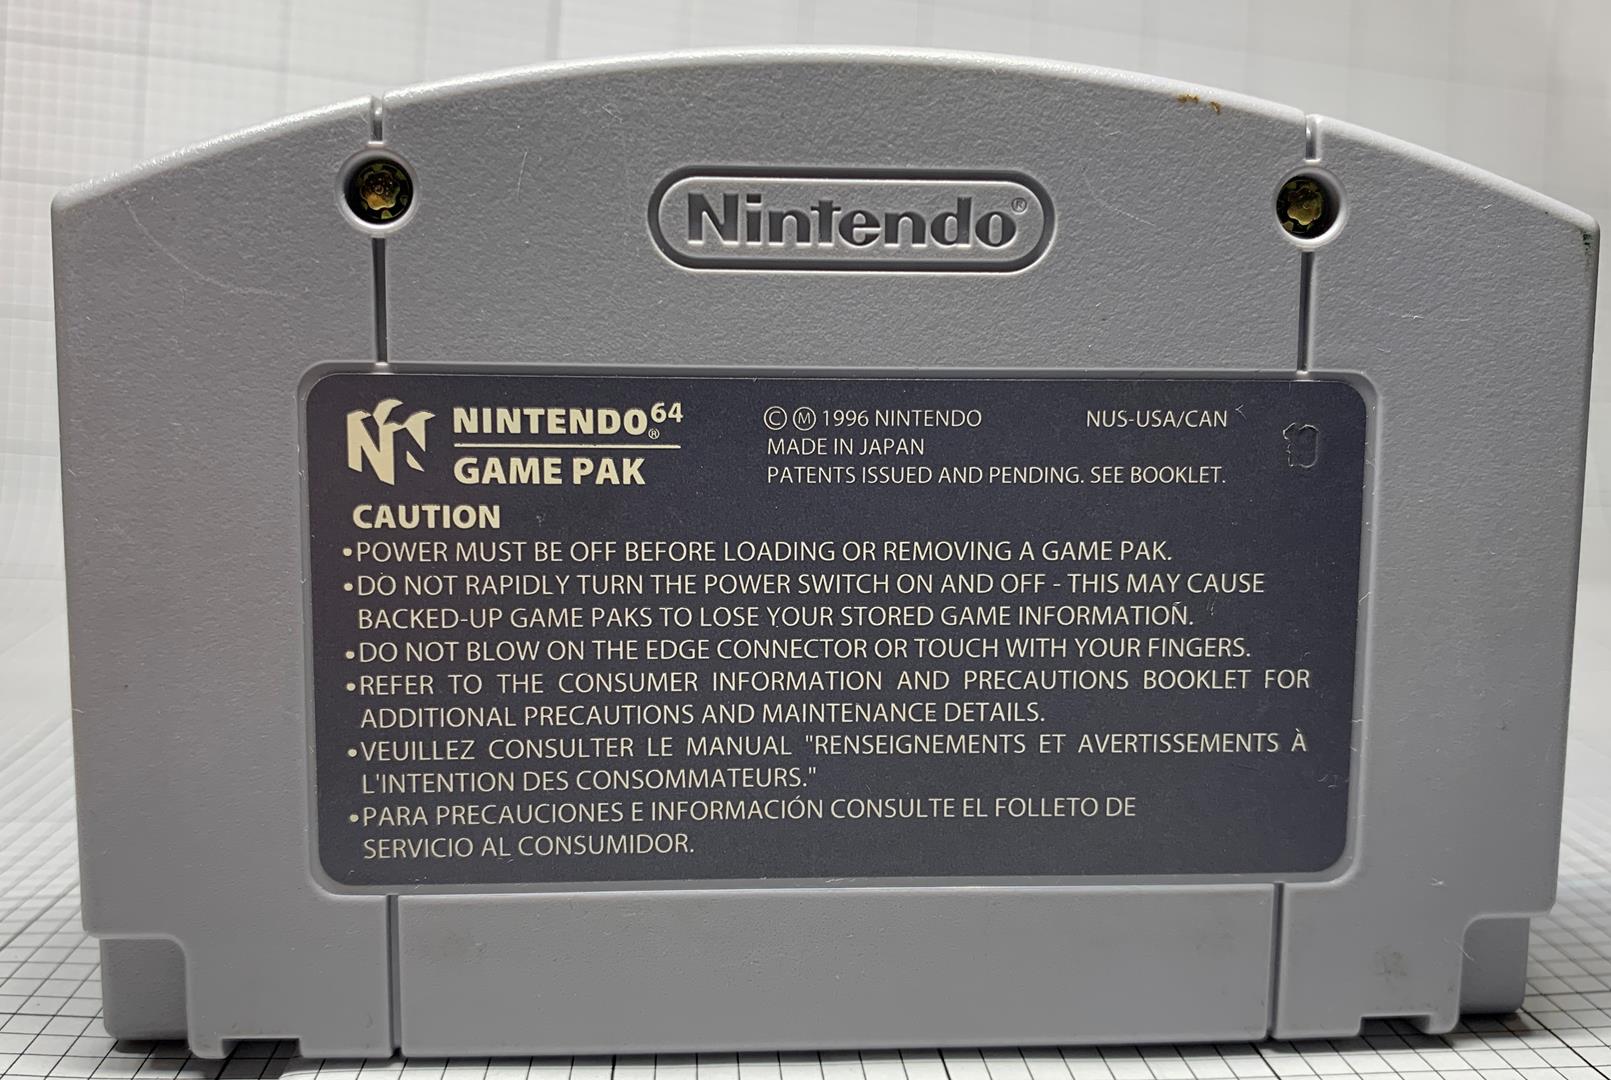 Nintendo®
NINTENDO®64
GAME PAK
Ⓒ Ⓜ 1996 NINTENDO
NUS-USA/CAN
MADE IN JAPAN
PATENTS ISSUED AND PENDING. SEE BOOKLET.
10
CAUTION
•POWER MUST BE OFF BEFORE LOADING OR REMOVING A GAME PAK.
•DO NOT RAPIDLY TURN THE POWER SWITCH ON AND OFF - THIS MAY CAUSE
BACKED-UP GAME PAKS TO LOSE YOUR STORED GAME INFORMATION.
•DO NOT BLOW ON THE EDGE CONNECTOR OR TOUCH WITH YOUR FINGERS.
•REFER TO THE CONSUMER INFORMATION AND PRECAUTIONS BOOKLET FOR
ADDITIONAL PRECAUTIONS AND MAINTENANCE DETAILS.
•VEUILLEZ CONSULTER LE MANUAL "RENSEIGNEMENTS ET AVERTISSEMENTS À
L'INTENTION DES CONSOMMATEURS."
•PARA PRECAUCIONES E INFORMACIÓN CONSULTE EL FOLLETO DE
SERVICIO AL CONSUMIDOR.